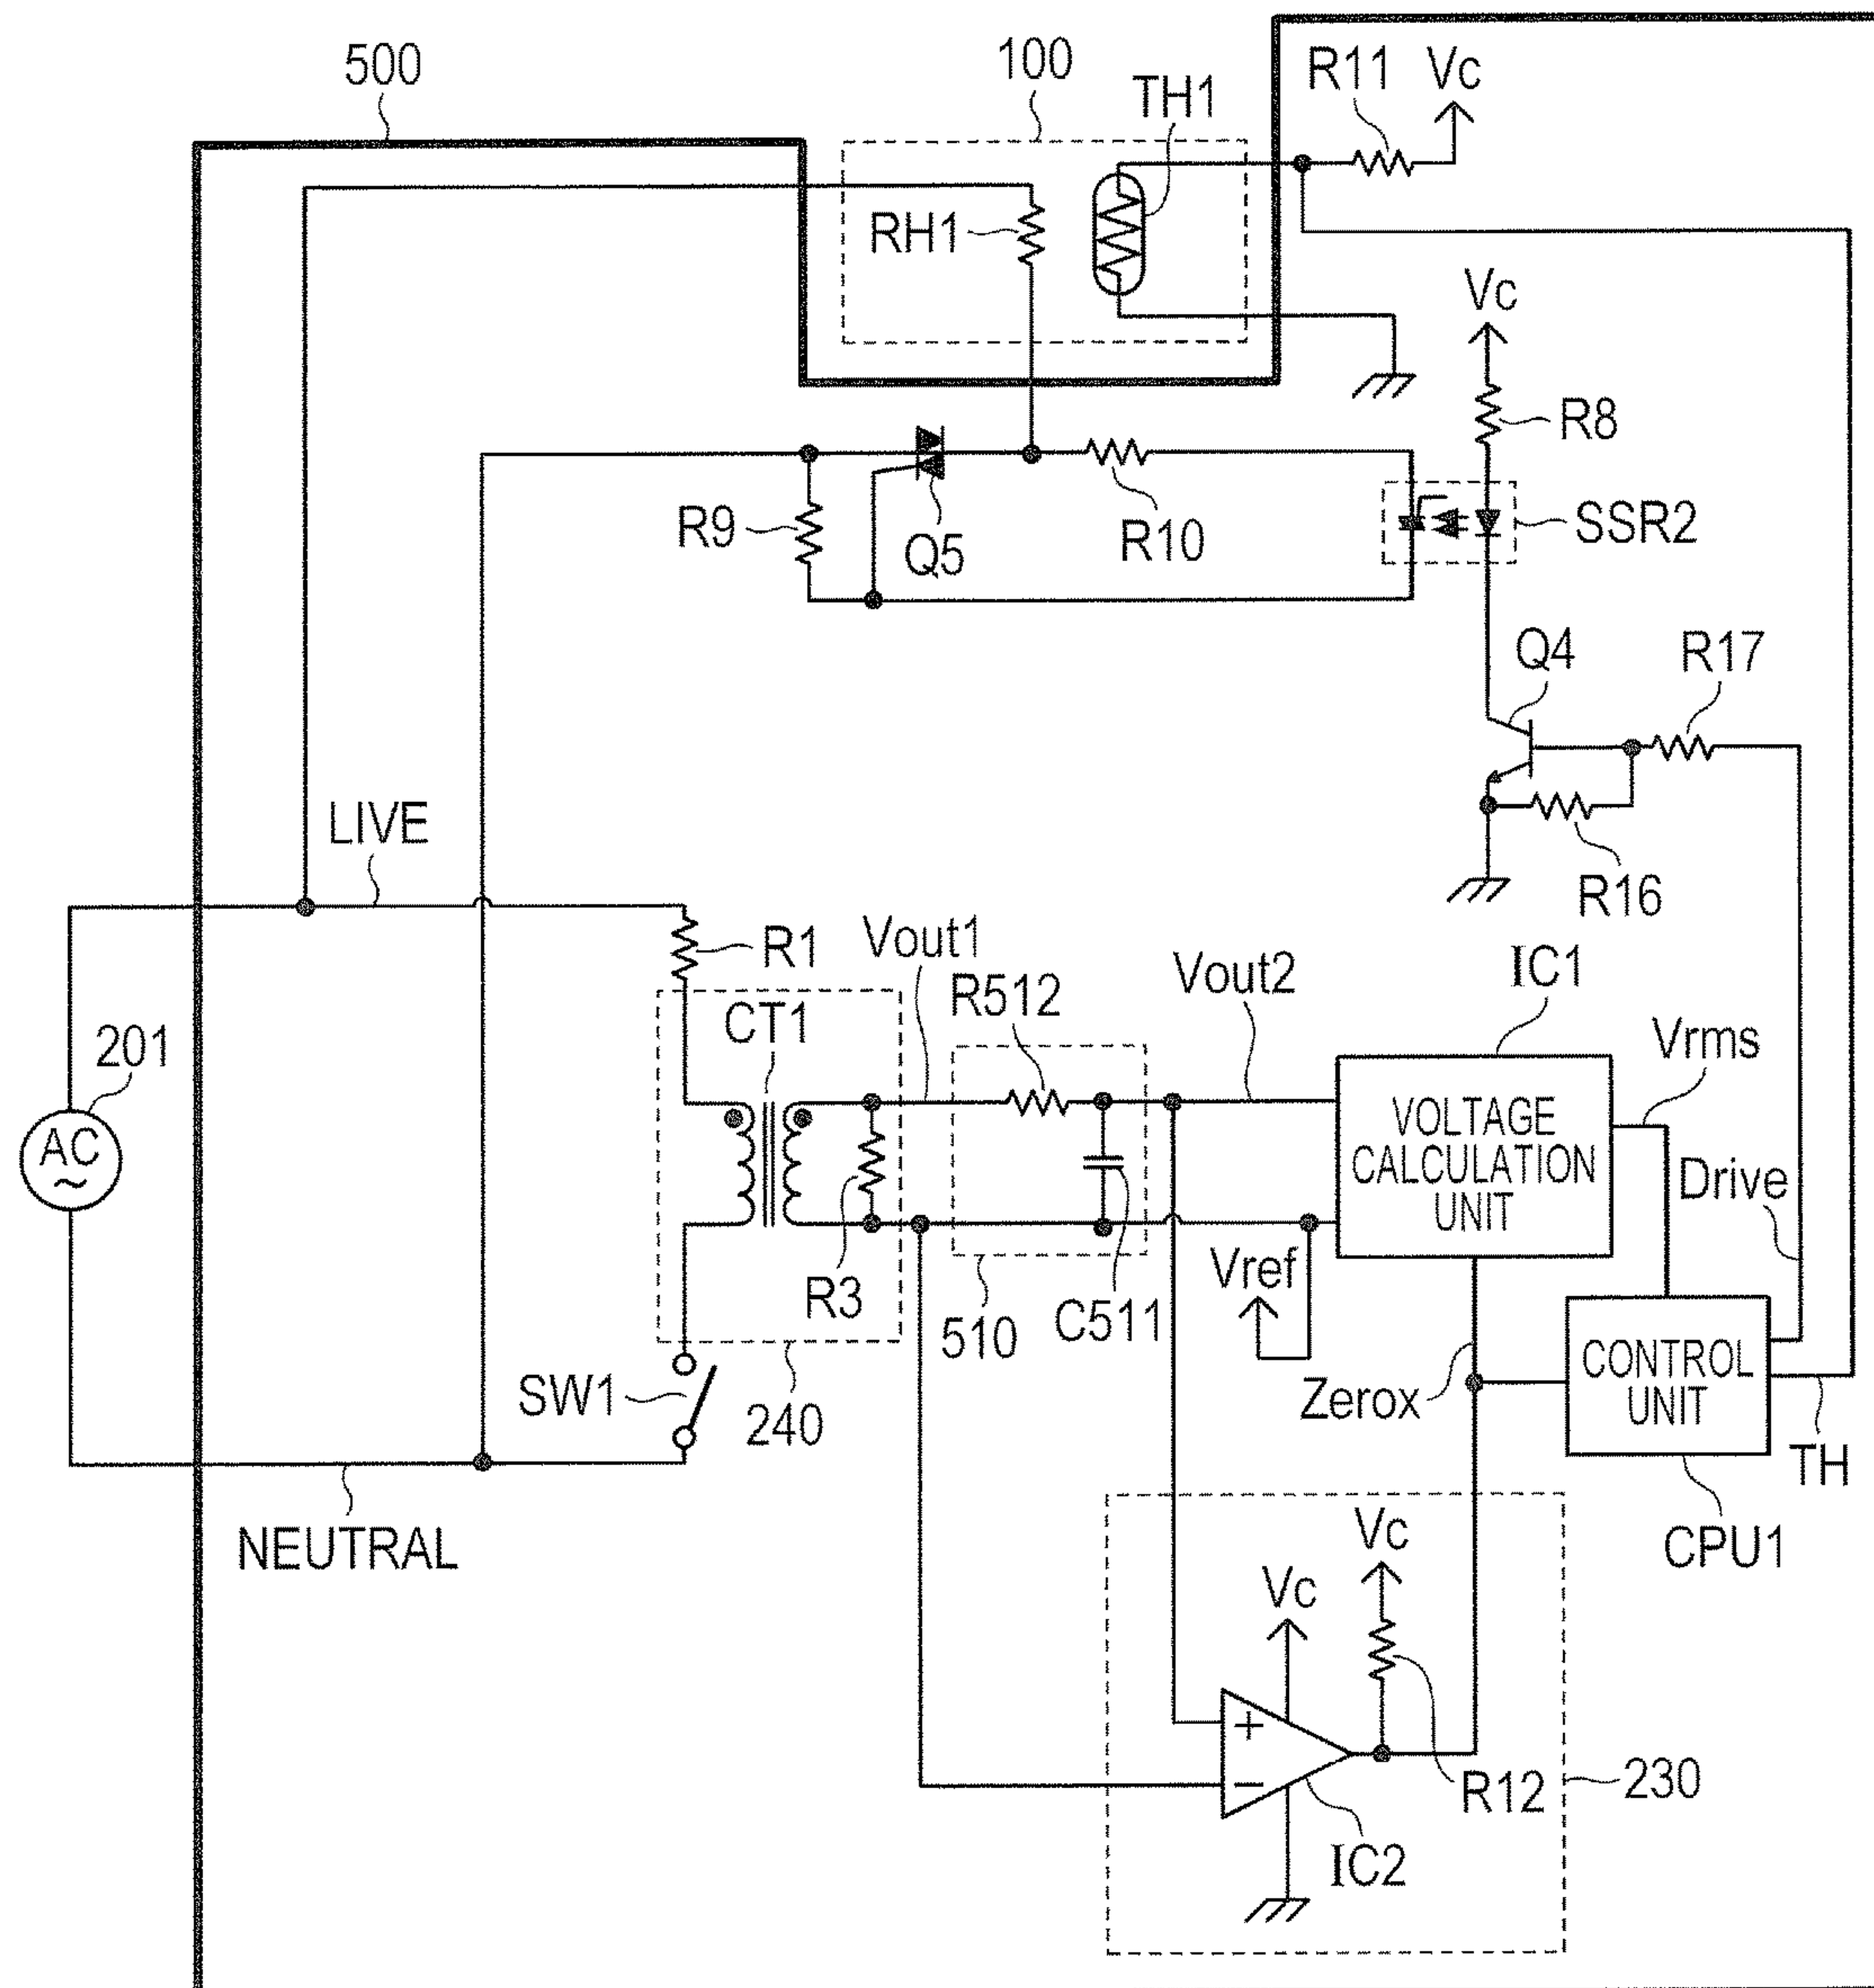 500
100
TH1
R11
Vc
RH1
Vc
R8
R9
Q5
R10
SSR2
Q4
R17
R16
LIVE
R1
Vout1
R512
Vout2
IC1
CT1
Vrms
201
AC
~
VOLTAGE
CALCULATION
UNIT
Drive
R3
510
C511
Vref
CONTROL
UNIT
SW1
240
Zerox
TH
NEUTRAL
CPU1
Vc
Vc
+
−
R12
230
IC2